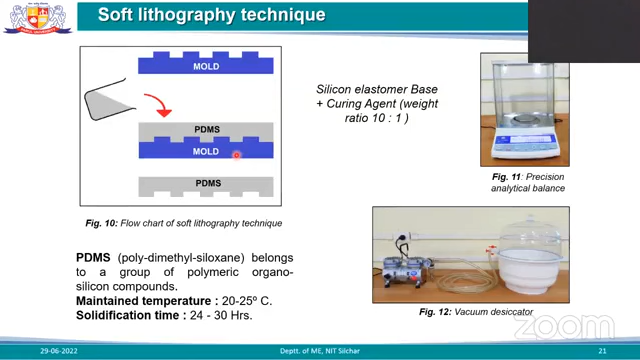 Soft lithography technique
MOLD
PDMS
MOLD
PDMS
Fig. 10: Flow chart of soft lithography technique
Silicon elastomer Base
+ Curing Agent (weight
ratio 10 : 1 )
Fig. 11: Precision
analytical balance
PDMS (poly-dimethyl-siloxane) belongs
to a group of polymeric organo-
silicon compounds.
Maintained temperature : 20-25º C.
Solidification time : 24 - 30 Hrs.
Fig. 12: Vacuum desiccator
zoom
29-06-2022
Deptt. of ME, NIT Silchar
21